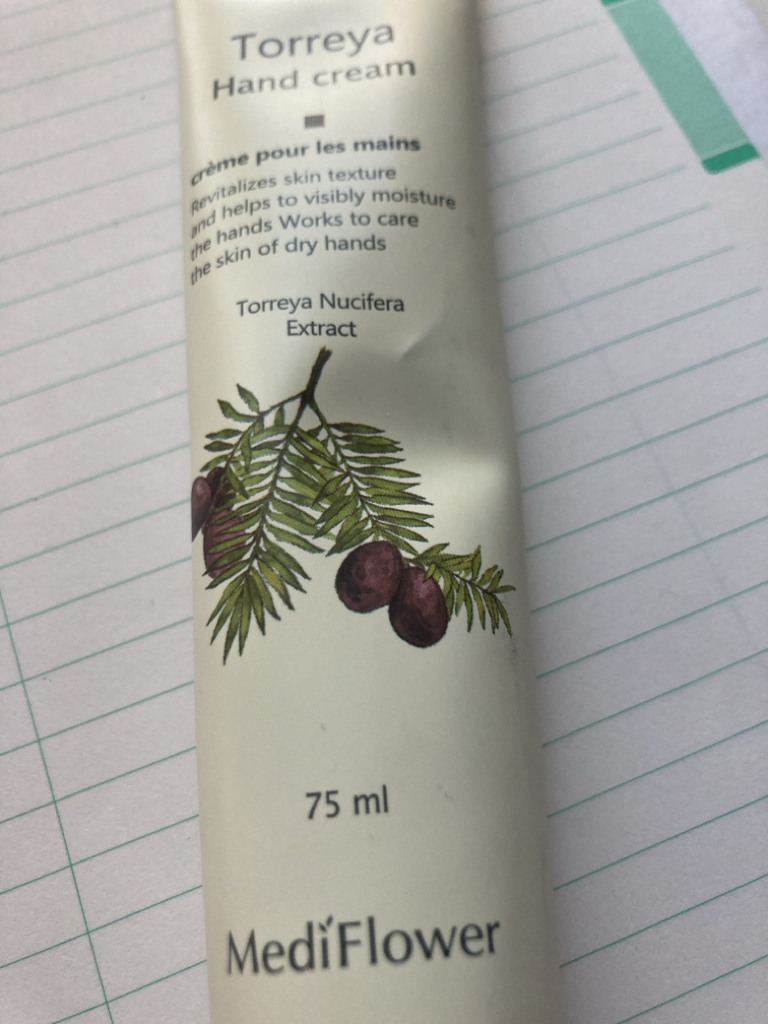 Torreya
Hand cream
crème pour les mains
Revitalizes skin texture
and helps to visibly moisture
the hands Works to care
the skin of dry hands
Torreya Nucifera
Extract
75 ml
MediFlower